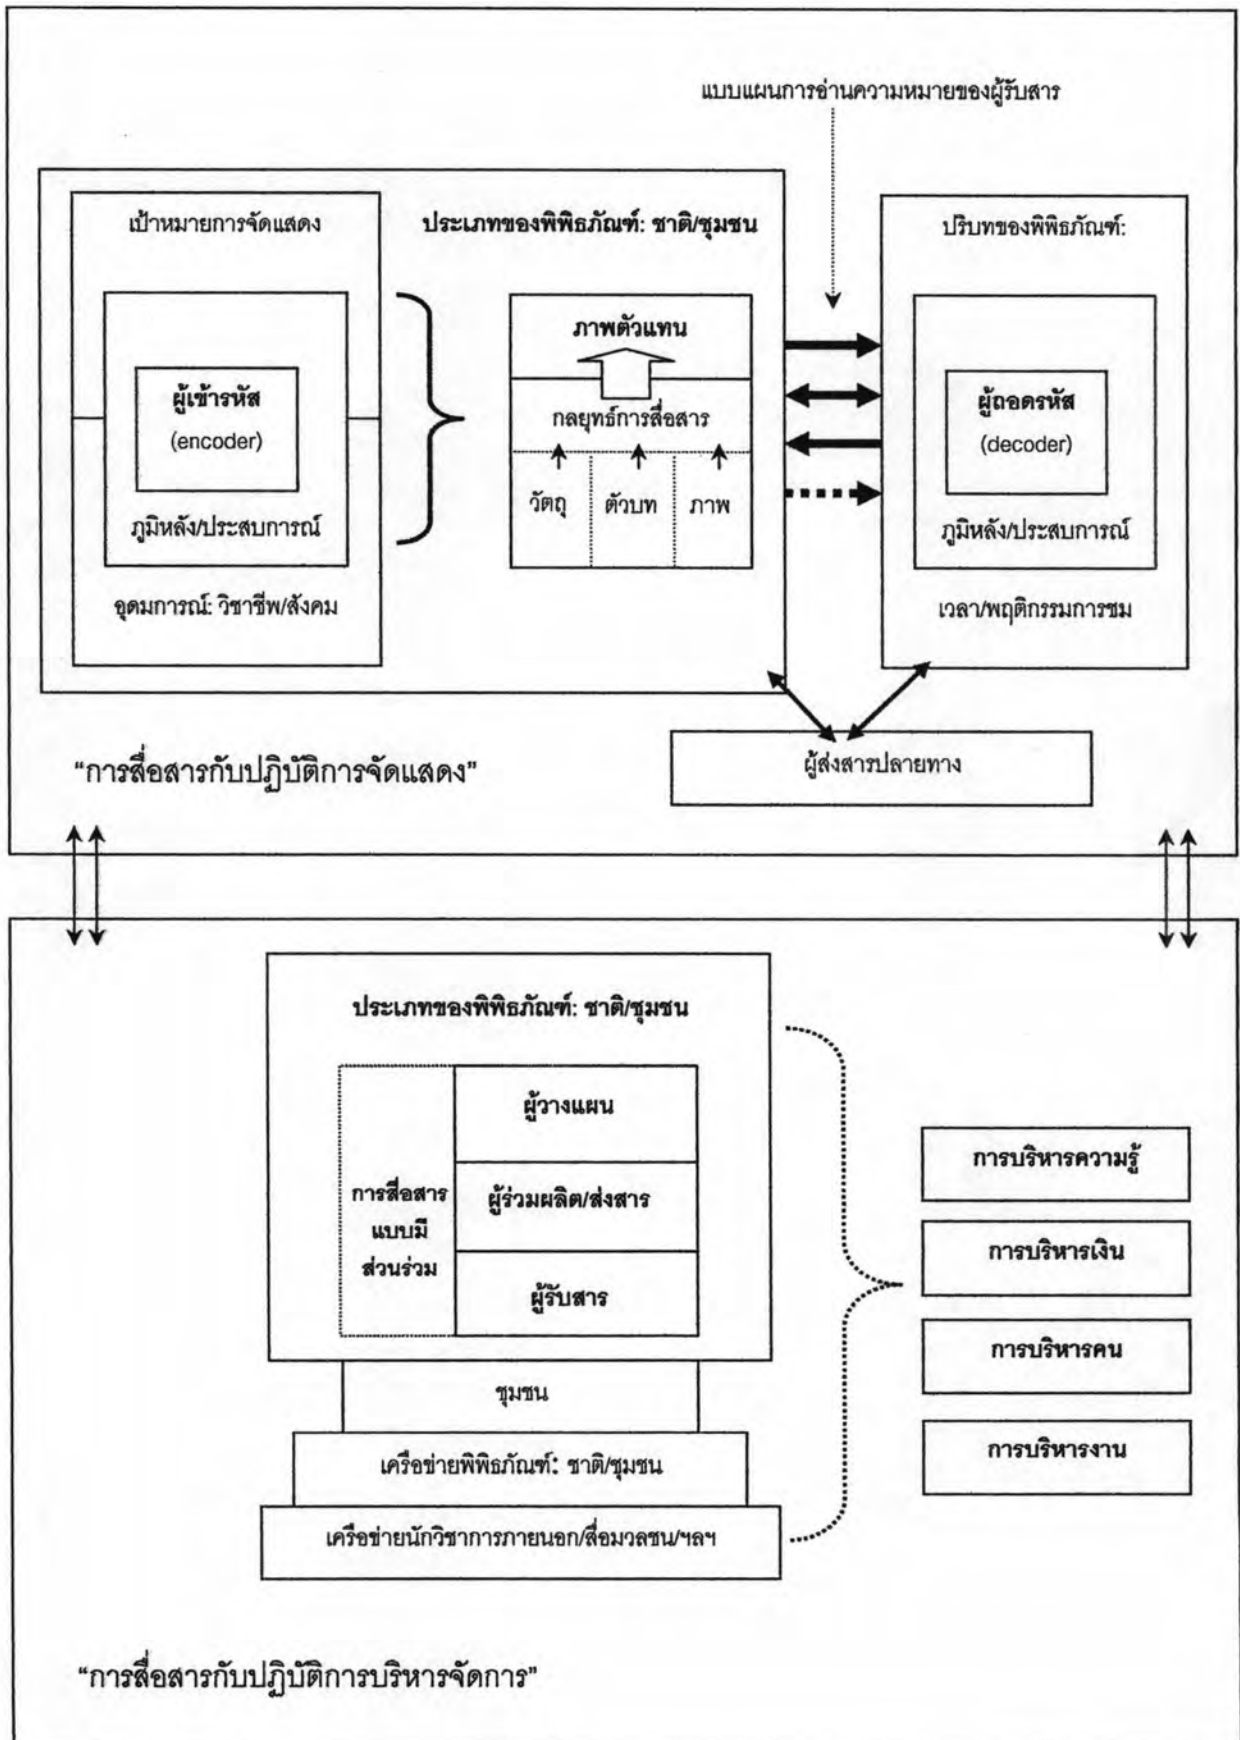 แบบแผนการอ่านความหมายของผู้รับสาร
เป้าหมายการจัดแสดง
ประเภทของพิพิธภัณฑ์: ชาติ/ชุมชน
ปริบทของพิพิธภัณฑ์:
ภาพตัวแทน
ผู้เข้ารหัส
(encoder)
กลยุทธ์การสื่อสาร
ผู้ถอดรหัส
(decoder)
วัตถุ
ตัวบท
ภาพ
ภูมิหลัง/ประสบการณ์
ภูมิหลัง/ประสบการณ์
อุดมการณ์: วิชาชีพ/สังคม
เวลา/พฤติกรรมการชม
"การสื่อสารกับปฏิบัติการจัดแสดง"
ผู้ส่งสารปลายทาง
ประเภทของพิพิธภัณฑ์: ชาติ/ชุมชน
ผู้วางแผน
การสื่อสาร
แบบมี
ส่วนร่วม
ผู้ร่วมผลิต/ส่งสาร
ผู้รับสาร
การบริหารความรู้
การบริหารเงิน
การบริหารคน
การบริหารงาน
ชุมชน
เครือข่ายพิพิธภัณฑ์: ชาติ/ชุมชน
เครือข่ายนักวิชาการภายนอก/สื่อมวลชน/ฯลฯ
"การสื่อสารกับปฏิบัติการบริหารจัดการ"